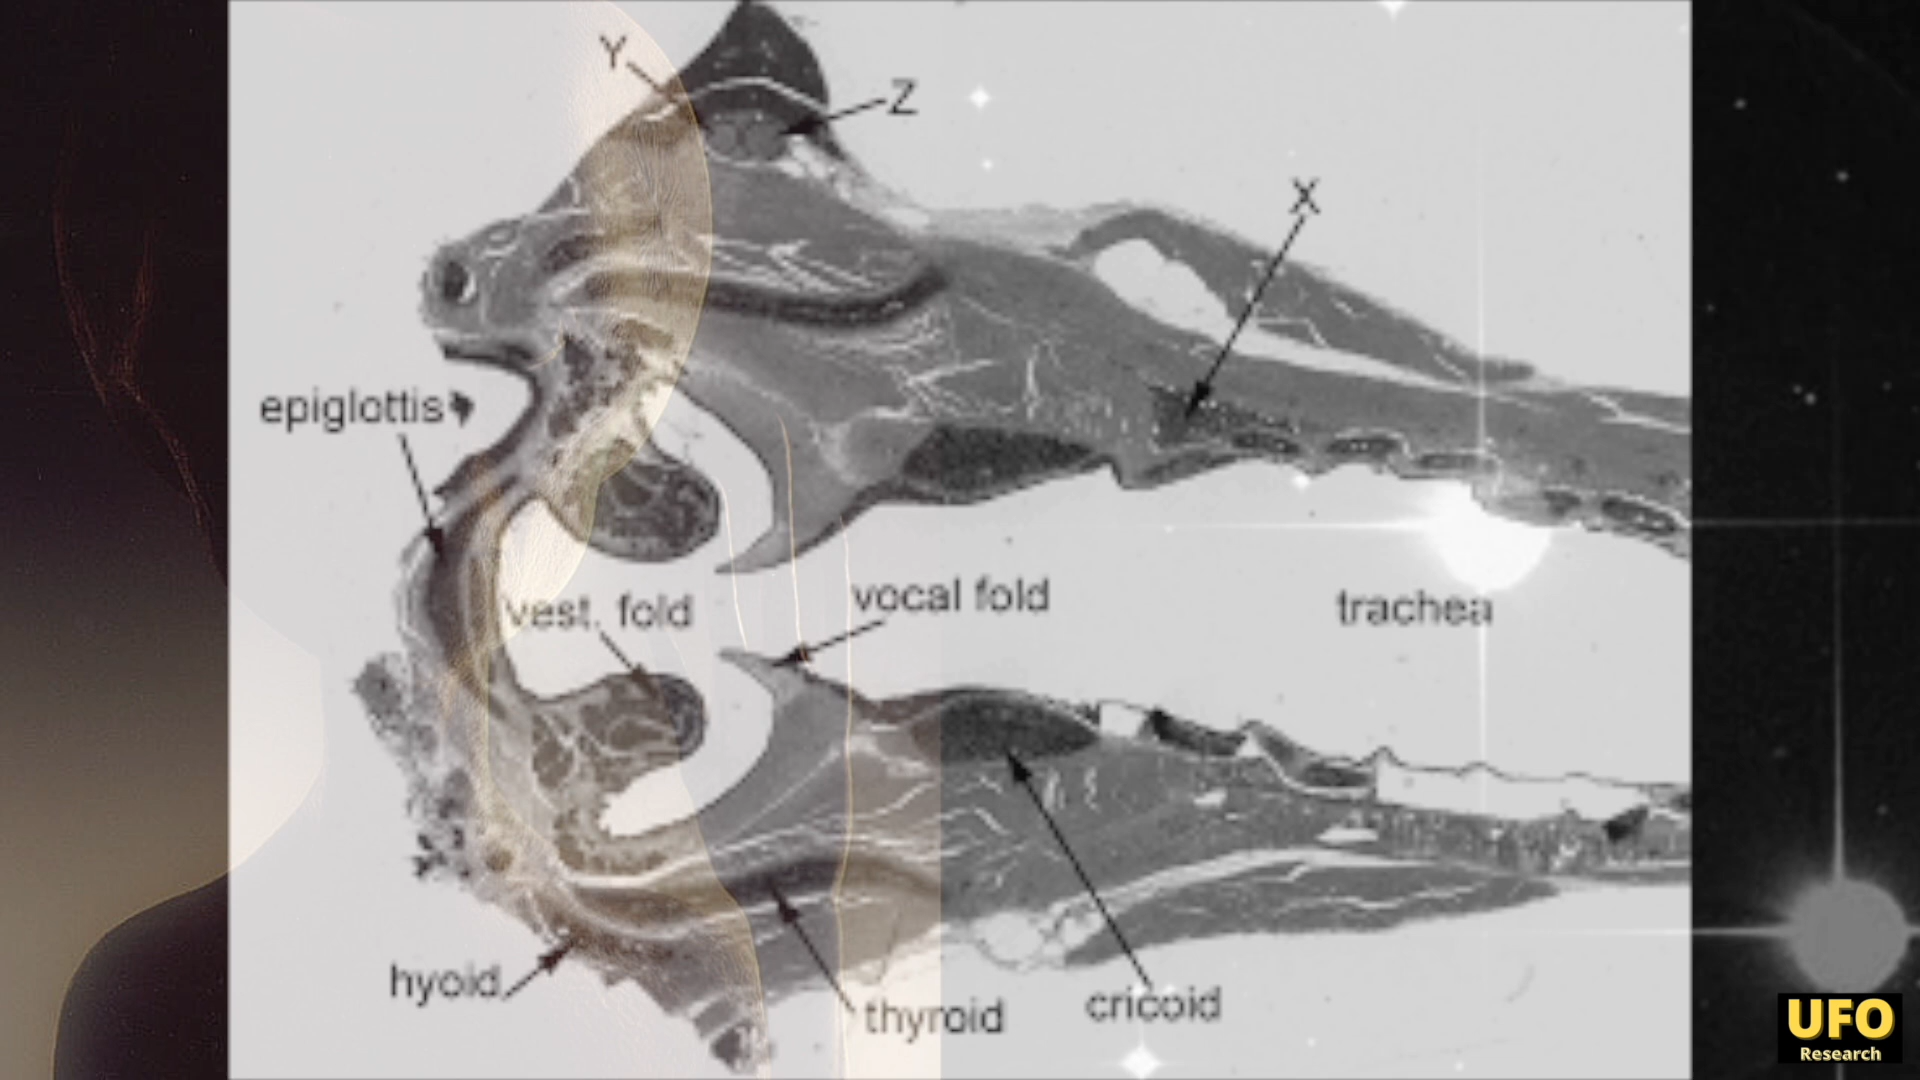 Y
Z
X
epiglottis
vest. fold
vocal fold
trachea
hyoid
thyroid
cricoid
UFO
Research